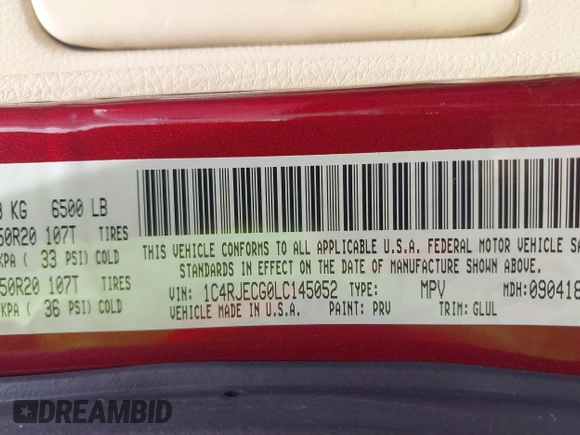 KG 6500 LB
50R20 107T TIRES
KPA ( 33 PSI) COLD
50R20 107T TIRES
KPA ( 36 PSI) COLD
THIS VEHICLE CONFORMS TO ALL APPLICABLE U.S.A. FEDERAL MOTOR VEHICLE SA
STANDARDS IN EFFECT ON THE DATE OF MANUFACTURE SHOWN ABOVE.
VIN: 1C4RJECG0LC145052 TYPE: MPV MDH: 090418
VEHICLE MADE IN U.S.A. PAINT: PRV TRIM: GLUL
DREAMBID